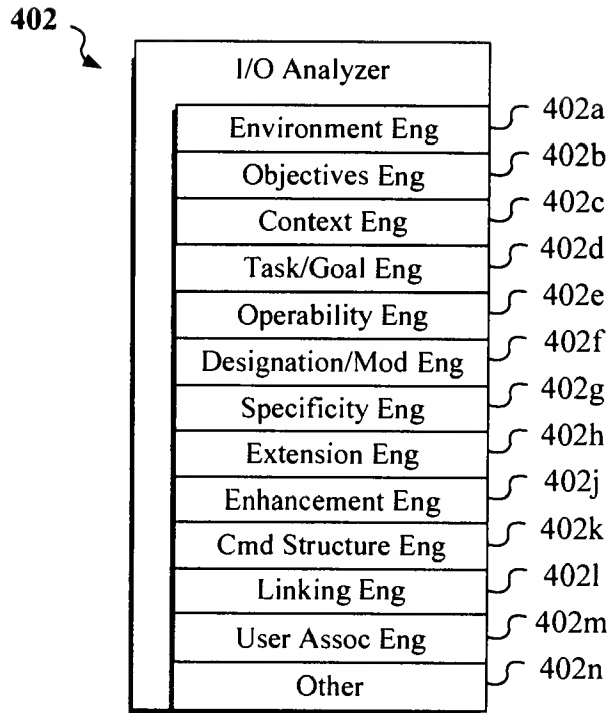 402
I/O Analyzer
Environment Eng 402a
Objectives Eng 402b
Context Eng 402c
Task/Goal Eng 402d
Operability Eng 402e
Designation/Mod Eng 402f
Specificity Eng 402g
Extension Eng 402h
Enhancement Eng 402j
Cmd Structure Eng 402k
Linking Eng 402l
User Assoc Eng 402m
Other 402n